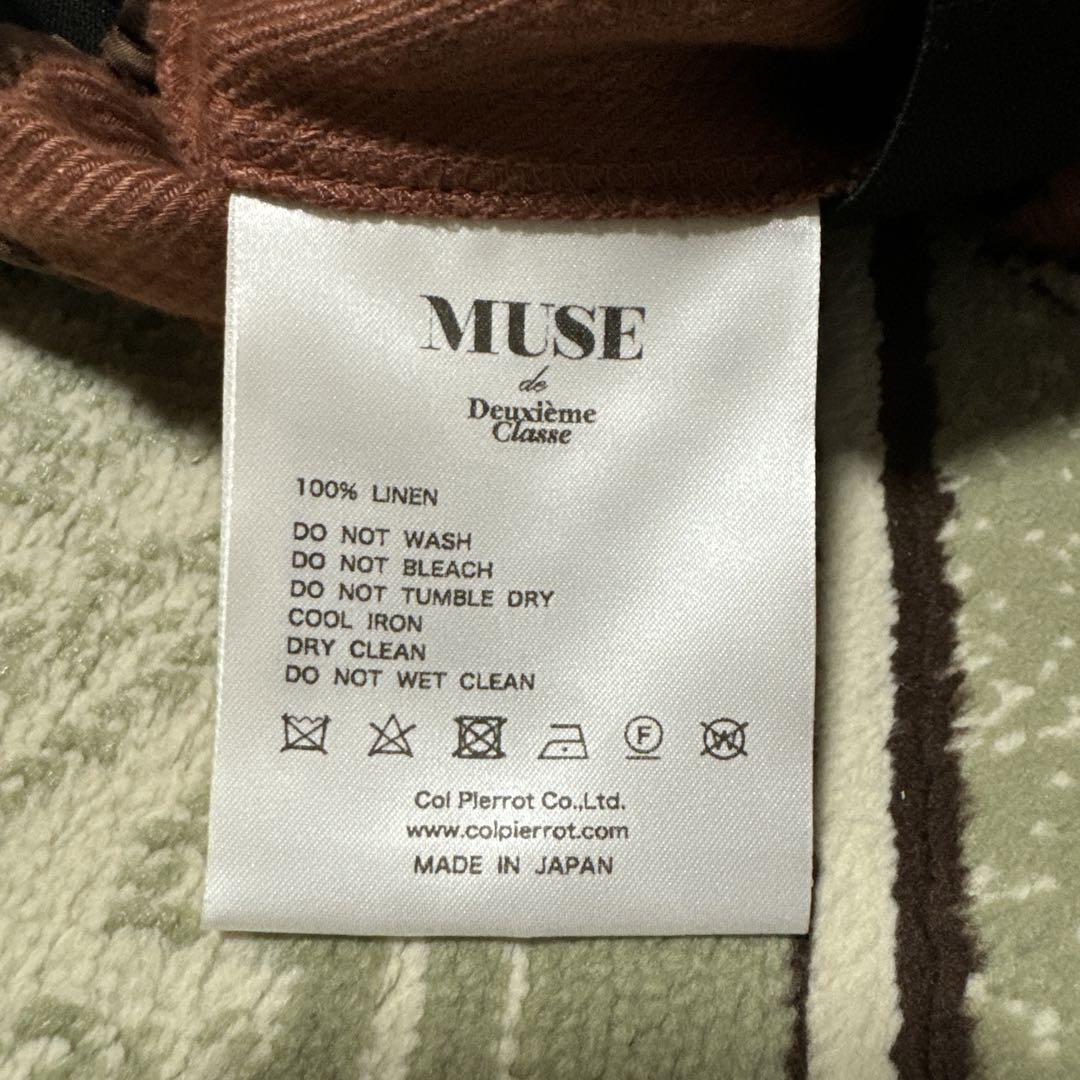 MUSE
de
Deuxième
Classe
100% LINEN
DO NOT WASH
DO NOT BLEACH
DO NOT TUMBLE DRY
COOL IRON
DRY CLEAN
DO NOT WET CLEAN
F W
Col Pierrot Co.,Ltd.
www.colpierrot.com
MADE IN JAPAN